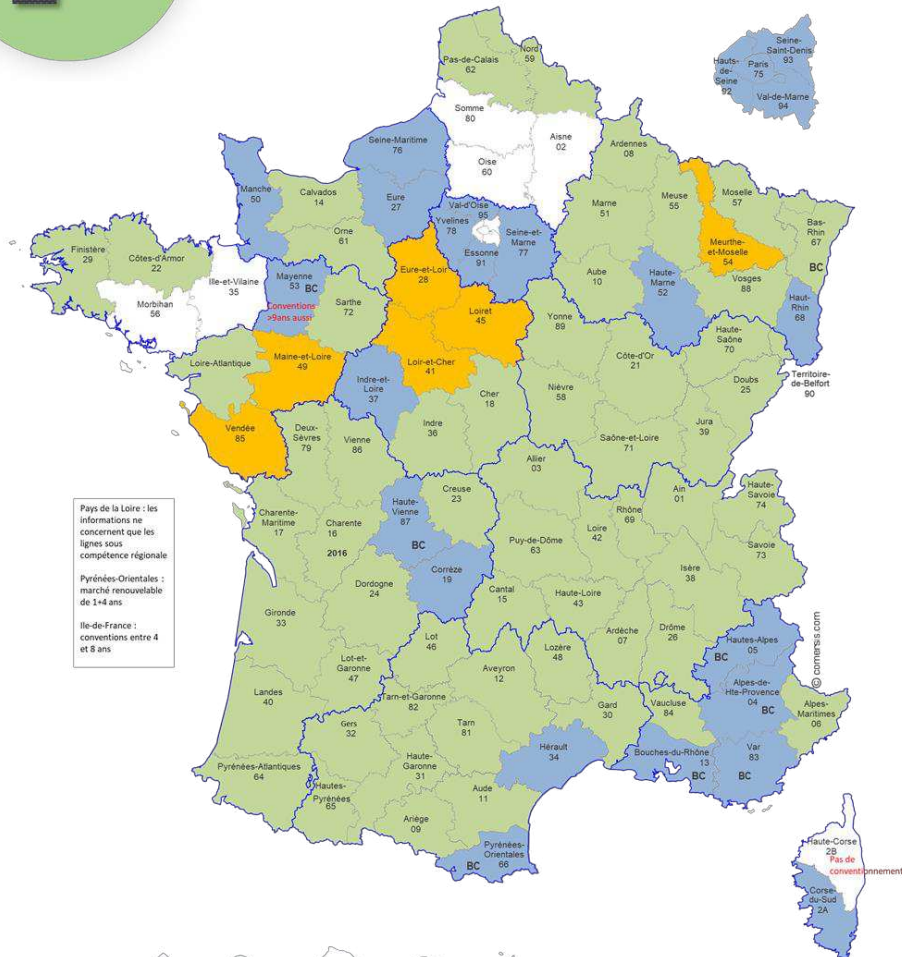 Nord
59
Pas-de-Calais
62
Seine-
Saint-Denis
93
Hauts-
de-
Seine
92
Paris
75
Val-de-Marne
94
Somme
80
Aisne
02
Oise
60
Seine-Maritime
76
Ardennes
08
Manche
50
Calvados
14
Eure
27
Val-d'Oise
95
Yvelines
78
Seine-et-
Marne
77
Essonne
91
Marne
51
Meuse
55
Moselle
57
Bas-
Rhin
67
BC
Meurthe-
et-Moselle
54
Orne
61
Finistère
29
Côtes-d'Armor
22
Ille-et-Vilaine
35
Morbihan
56
Mayenne
53
BC
Conventions
>9ans aussi
Sarthe
72
Eure-et-Loir
28
Loiret
45
Aube
10
Haute-
Marne
52
Vosges
88
Haut-
Rhin
68
Yonne
89
Haute-
Saône
70
Territoire-
de-Belfort
90
Loire-Atlantique
Maine-et-Loire
49
Indre-et-
Loire
37
Loir-et-Cher
41
Cher
18
Nièvre
58
Côte-d'Or
21
Doubs
25
Jura
39
Vendée
85
Deux-
Sèvres
79
Vienne
86
Indre
36
Saône-et-Loire
71
Allier
03
Ain
01
Haute-
Savoie
74
Pays de la Loire : les
informations ne
concernent que les
lignes sous
compétence régionale
Pyrénées-Orientales :
marché renouvelable
de 1+4 ans
Ile-de-France :
conventions entre 4
et 8 ans
Charente-
Maritime
17
Charente
16
2016
Haute-
Vienne
87
BC
Creuse
23
Corrèze
19
Puy-de-Dôme
63
Loire
42
Rhône
69
Savoie
73
Isère
38
Dordogne
24
Cantal
15
Haute-Loire
43
Ardèche
07
Drôme
26
Hautes-Alpes
05
BC
© comersis.com
Gironde
33
Lot
46
Lot-et-
Garonne
47
Aveyron
12
Lozère
48
Alpes-de-
Hte-Provence
04
BC
Alpes-
Maritimes
06
Landes
40
Tarn-et-Garonne
82
Gers
32
Tarn
81
Gard
30
Vaucluse
84
Hérault
34
Bouches-du-Rhône
13
BC
Var
83
BC
Pyrénées-Atlantiques
64
Hautes-
Pyrénées
65
Haute-
Garonne
31
Aude
11
Ariège
09
Pyrénées-
Orientales
66
BC
Haute-Corse
2B
Pas de
conventionnement
Corse-
du-Sud
2A